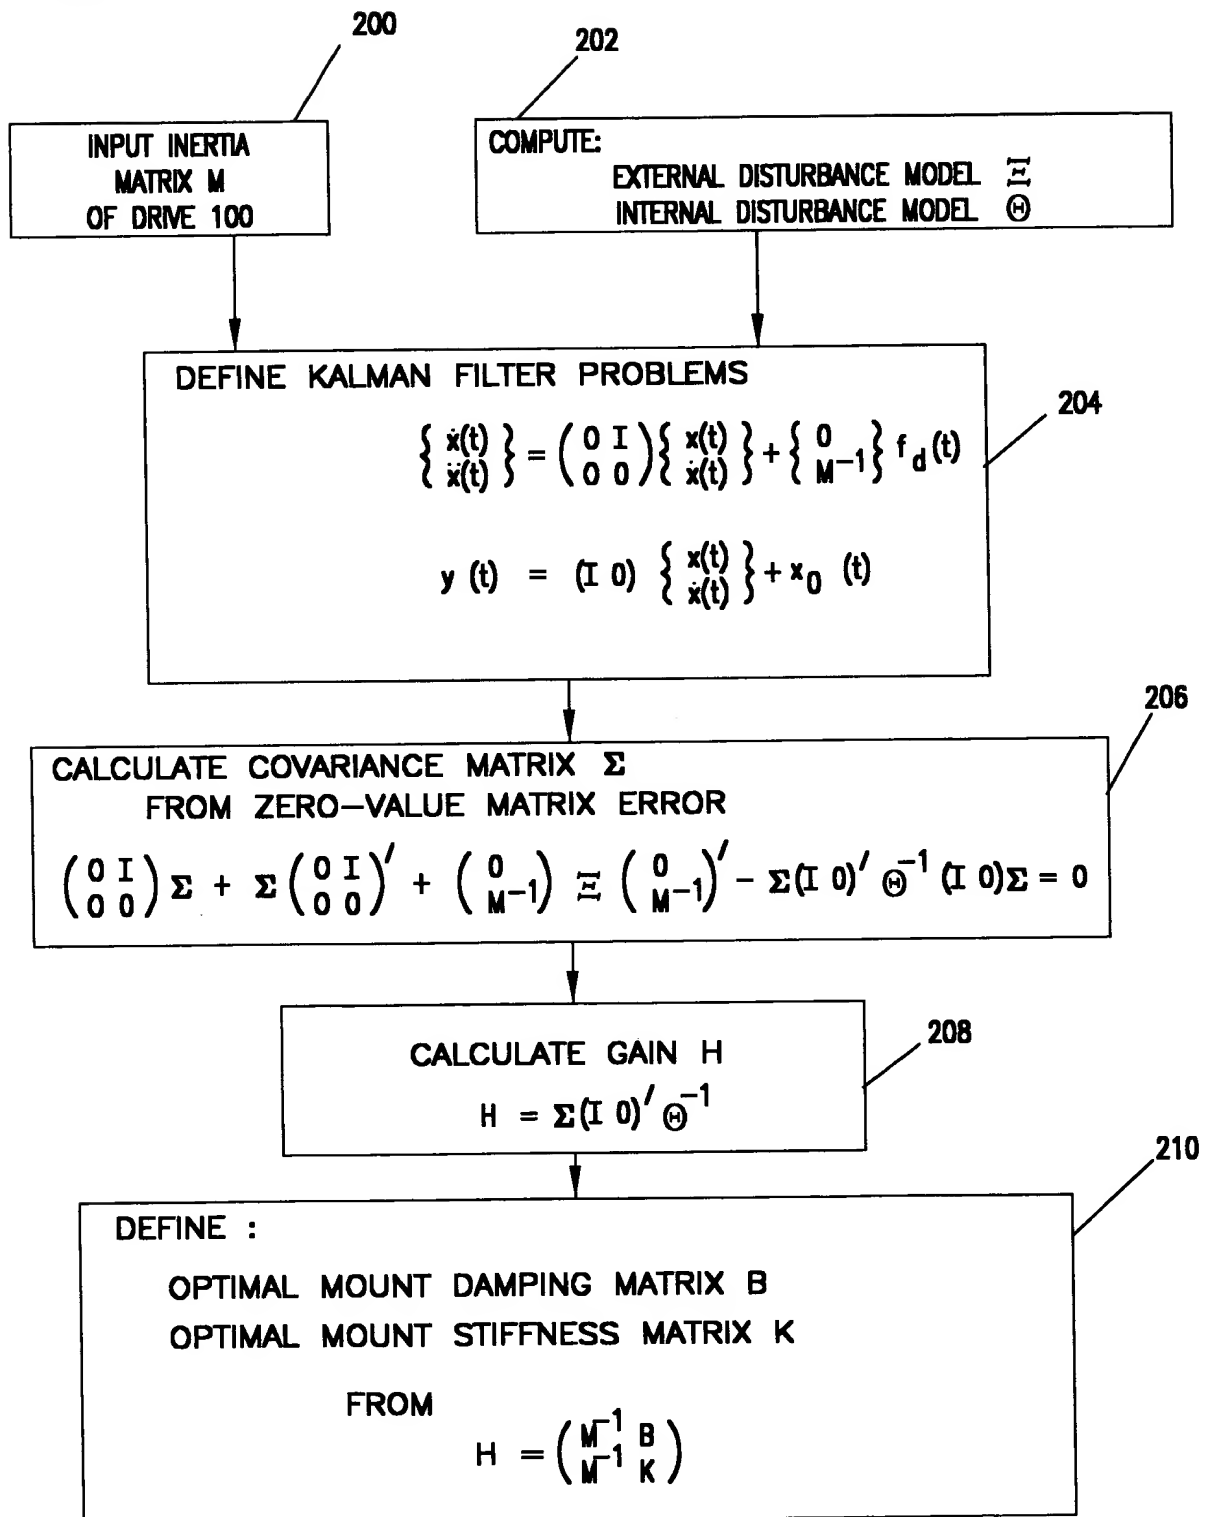 200
202
INPUT INERTIA
MATRIX M
OF DRIVE 100
COMPUTE:
EXTERNAL DISTURBANCE MODEL Ξ
INTERNAL DISTURBANCE MODEL Θ
DEFINE KALMAN FILTER PROBLEMS
204
{ ẋ(t) } = ( 0 I ) { x(t) } + { 0 } f_d(t)
{ ẍ(t) } ( 0 0 ) { ẋ(t) } { M⁻¹ }
y (t) = (I 0) { x(t) } + x₀ (t)
{ ẋ(t) }
206
CALCULATE COVARIANCE MATRIX Σ
FROM ZERO-VALUE MATRIX ERROR
( 0 I ) Σ + Σ ( 0 I )′ + ( 0 ) Ξ ( 0 )′ - Σ(I 0)′ Θ⁻¹ (I 0)Σ = 0
( 0 0 ) ( 0 0 ) ( M⁻¹ ) ( M⁻¹ )
208
CALCULATE GAIN H
H = Σ(I 0)′ Θ⁻¹
210
DEFINE :
OPTIMAL MOUNT DAMPING MATRIX B
OPTIMAL MOUNT STIFFNESS MATRIX K
FROM
H = ( M⁻¹ B )
( M⁻¹ K )